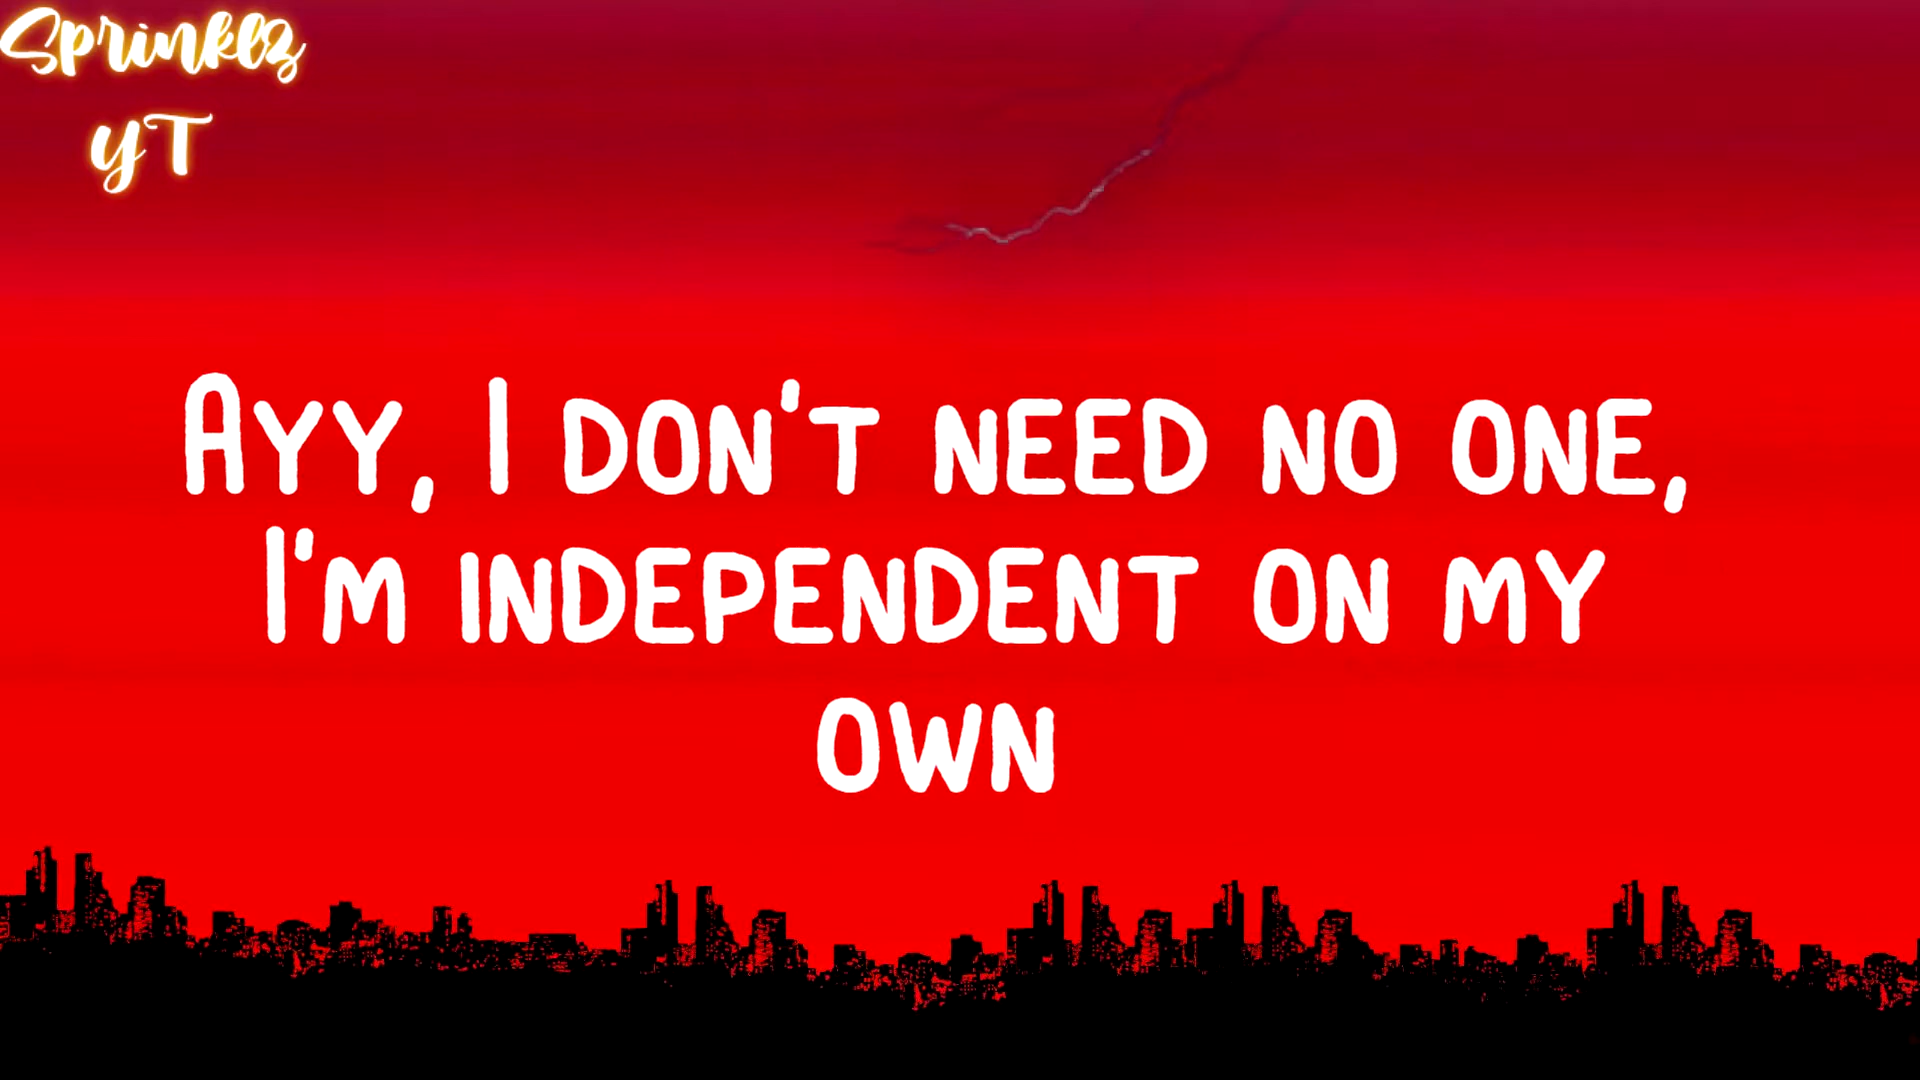 Sprinklz
YT
Ayy, I don't need no one,
I'm independent on my
own